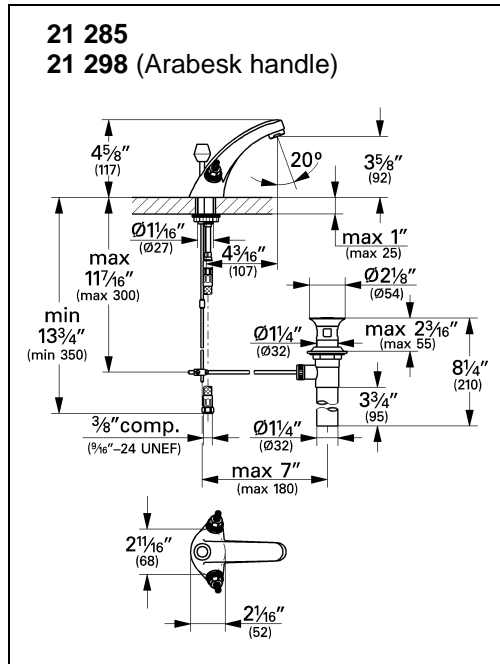 21 285
21 298 (Arabesk handle)
4⅝"
(117)
20º
3⅝"
(92)
Ø1¹⁄₁₆"
(Ø27)
4³⁄₁₆"
(107)
max 1"
(max 25)
max
11⁷⁄₁₆"
(max 300)
Ø2⅛"
(Ø54)
min
13¾"
(min 350)
Ø1¼"
(Ø32)
max 2³⁄₁₆"
(max 55)
8¼"
(210)
3¾"
(95)
⅜"comp.
(⁹⁄₁₆"–24 UNEF)
Ø1¼"
(Ø32)
max 7"
(max 180)
2¹¹⁄₁₆"
(68)
2¹⁄₁₆"
(52)